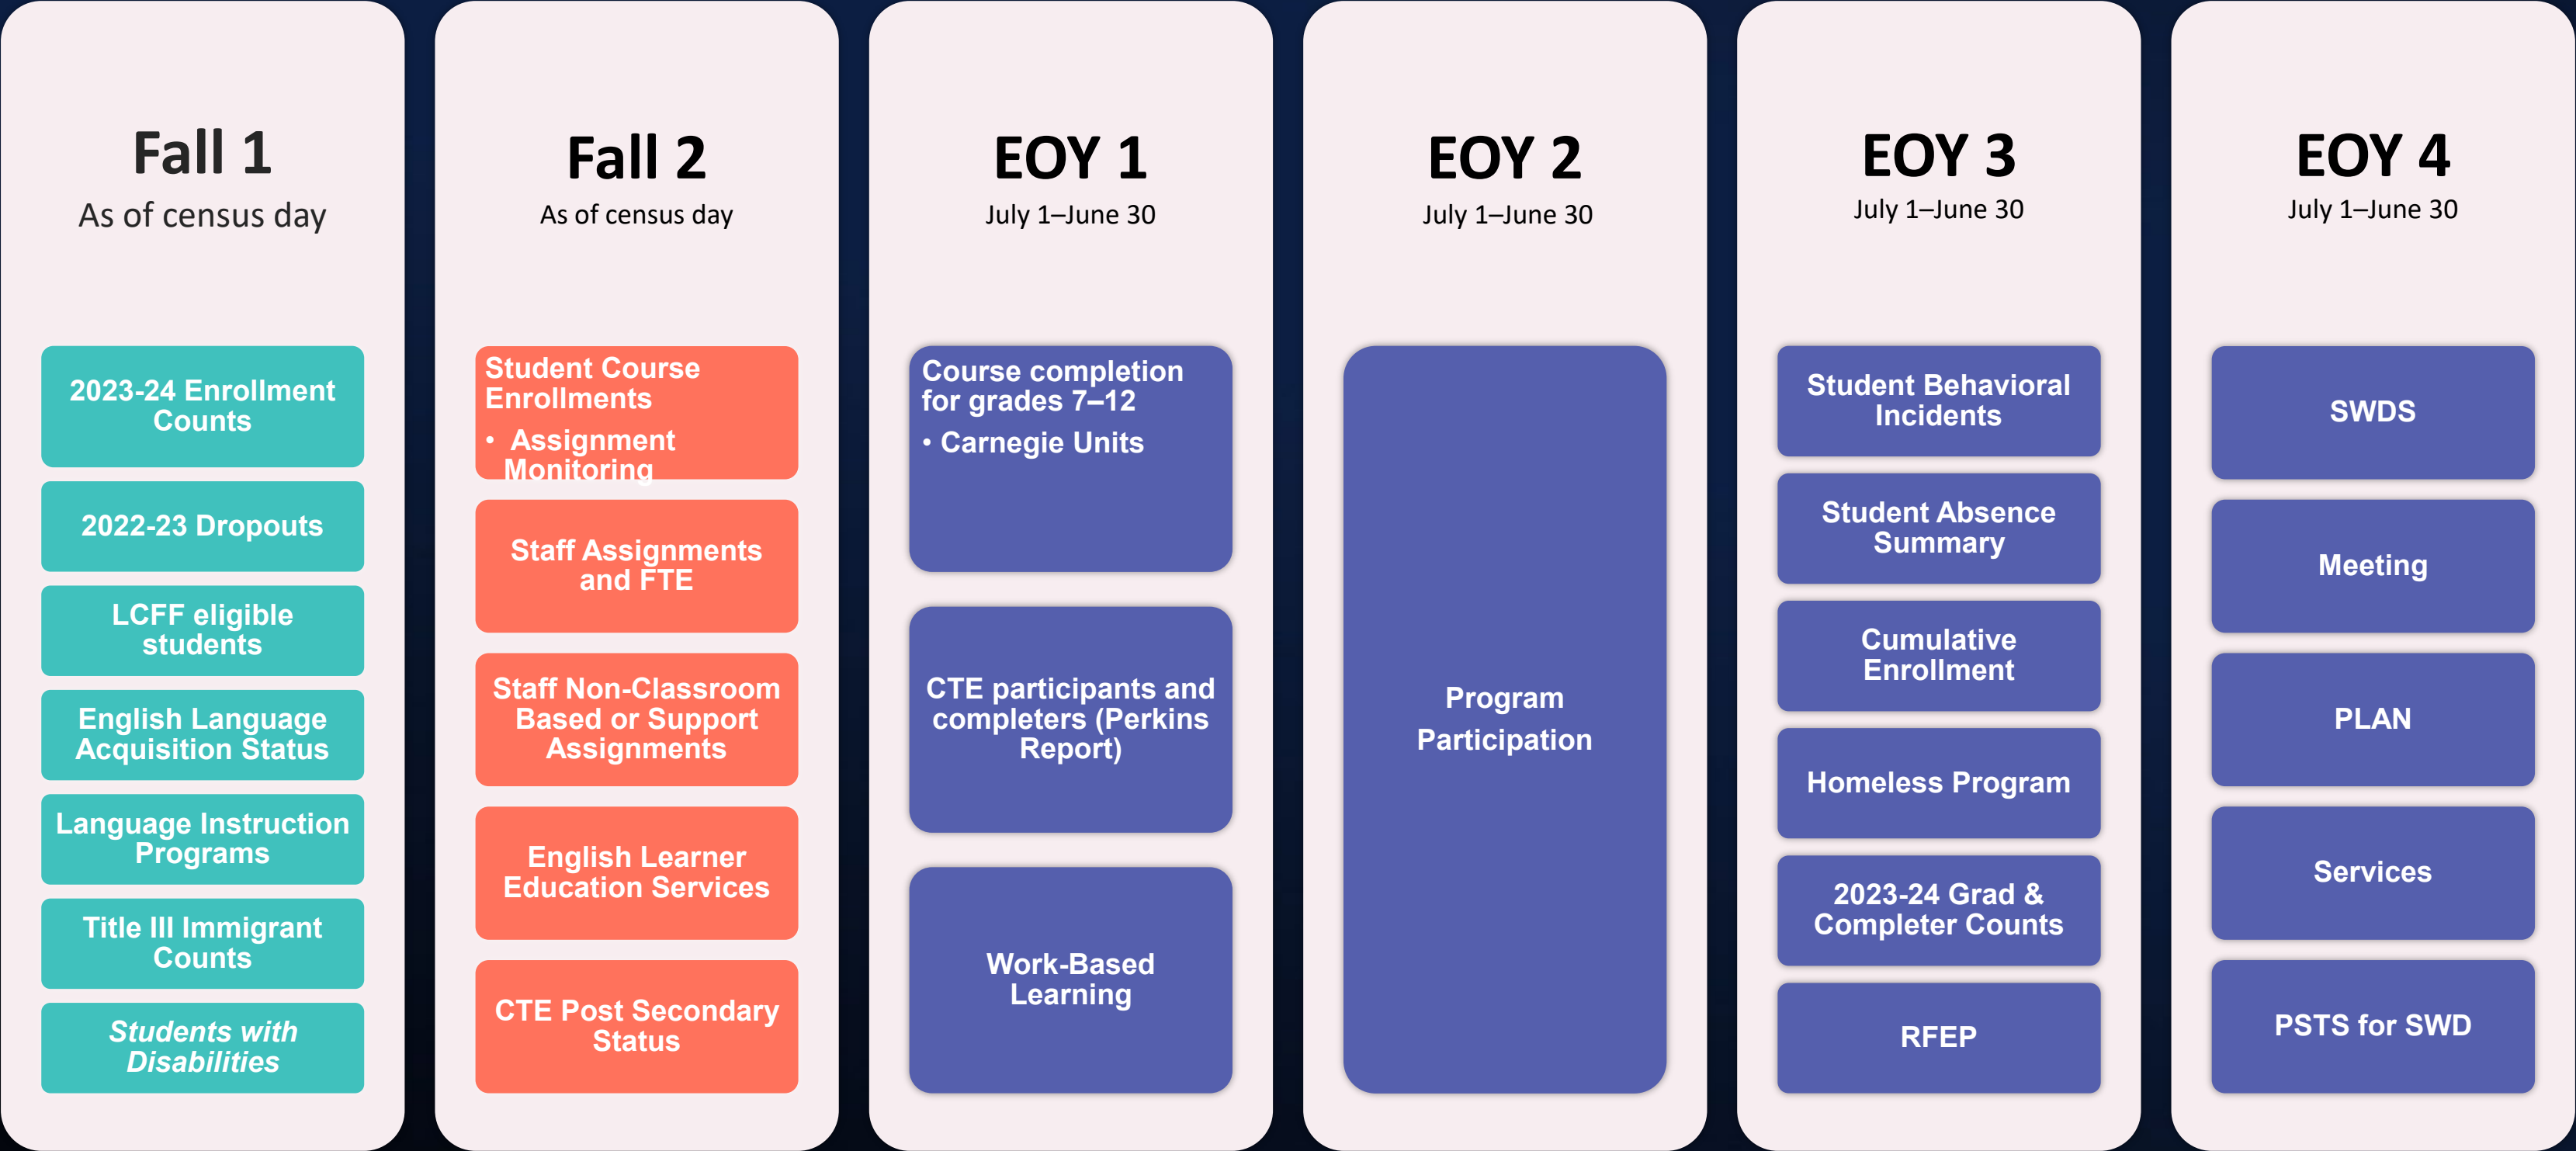 Fall 1
As of census day
2023-24 Enrollment
Counts
2022-23 Dropouts
LCFF eligible
students
English Language
Acquisition Status
Language Instruction
Programs
Title III Immigrant
Counts
Students with
Disabilities
Fall 2
As of census day
Student Course
Enrollments
• Assignment
Monitoring
Staff Assignments
and FTE
Staff Non-Classroom
Based or Support
Assignments
English Learner
Education Services
CTE Post Secondary
Status
EOY 1
July 1–June 30
Course completion
for grades 7–12
• Carnegie Units
CTE participants and
completers (Perkins
Report)
Work-Based
Learning
EOY 2
July 1–June 30
Program
Participation
EOY 3
July 1–June 30
Student Behavioral
Incidents
Student Absence
Summary
Cumulative
Enrollment
Homeless Program
2023-24 Grad &
Completer Counts
RFEP
EOY 4
July 1–June 30
SWDS
Meeting
PLAN
Services
PSTS for SWD